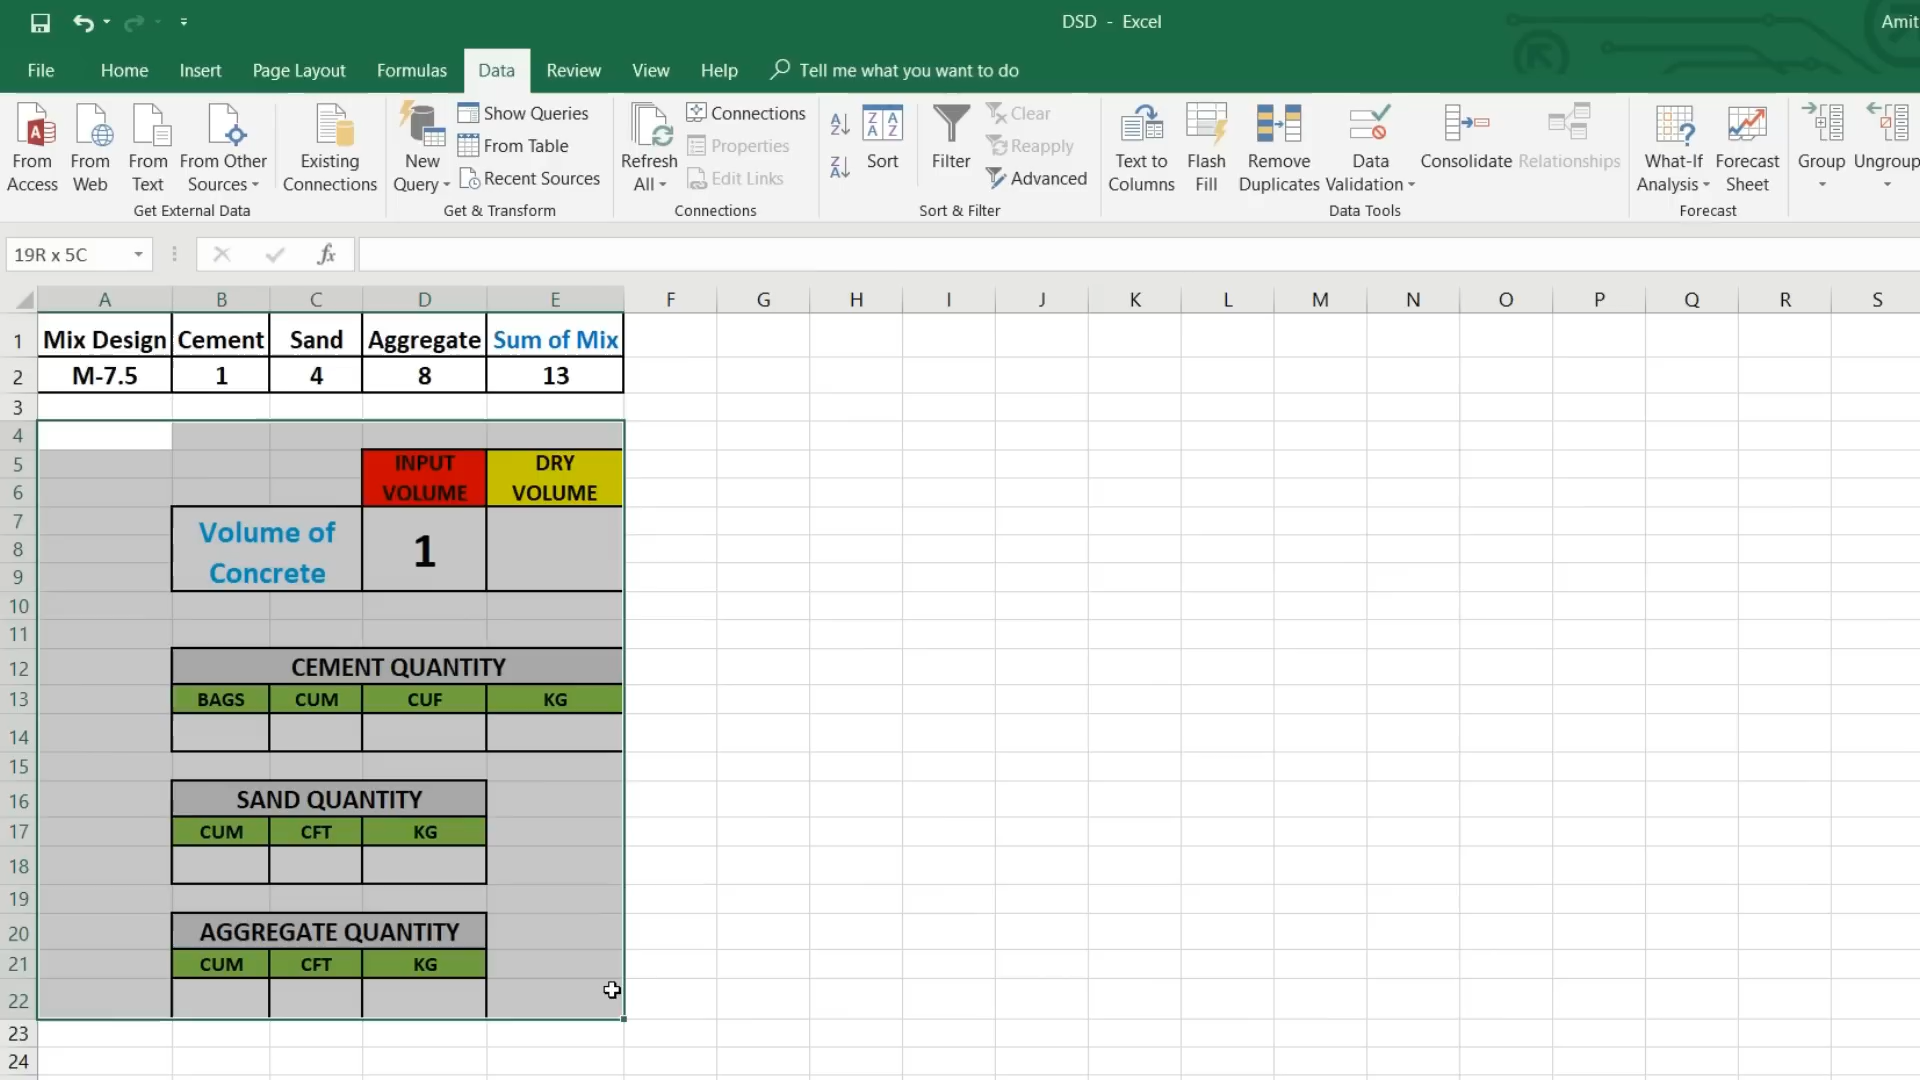 DSD - Excel
Amit
File Home Insert Page Layout Formulas Data Review View Help Tell me what you want to do
From Access
From Web
From Text
From Other Sources
Get External Data
Existing Connections
New Query
Show Queries
From Table
Recent Sources
Get & Transform
Refresh All
Connections
Properties
Edit Links
Connections
Sort
Filter
Clear
Reapply
Advanced
Sort & Filter
Text to Columns
Flash Fill
Remove Duplicates
Data Validation
Consolidate
Relationships
Data Tools
What-If Analysis
Forecast Sheet
Forecast
Group
Ungroup
19R x 5C
fx
A B C D E F G H I J K L M N O P Q R S
1 Mix Design Cement Sand Aggregate Sum of Mix
2 M-7.5 1 4 8 13
3
4
5 INPUT DRY
6 VOLUME VOLUME
7 Volume of
8 1
9 Concrete
10
11
12 CEMENT QUANTITY
13 BAGS CUM CUF KG
14
15
16 SAND QUANTITY
17 CUM CFT KG
18
19
20 AGGREGATE QUANTITY
21 CUM CFT KG
22
23
24